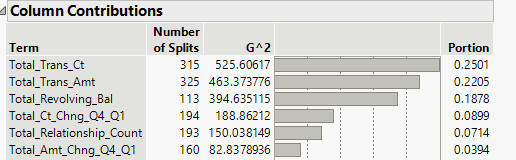 Column Contributions
Term Number of Splits G^2 Portion
Total_Trans_Ct 315 525.60617 0.2501
Total_Trans_Amt 325 463.373776 0.2205
Total_Revolving_Bal 113 394.635115 0.1878
Total_Ct_Chng_Q4_Q1 194 188.86212 0.0899
Total_Relationship_Count 193 150.038149 0.0714
Total_Amt_Chng_Q4_Q1 160 82.8378936 0.0394